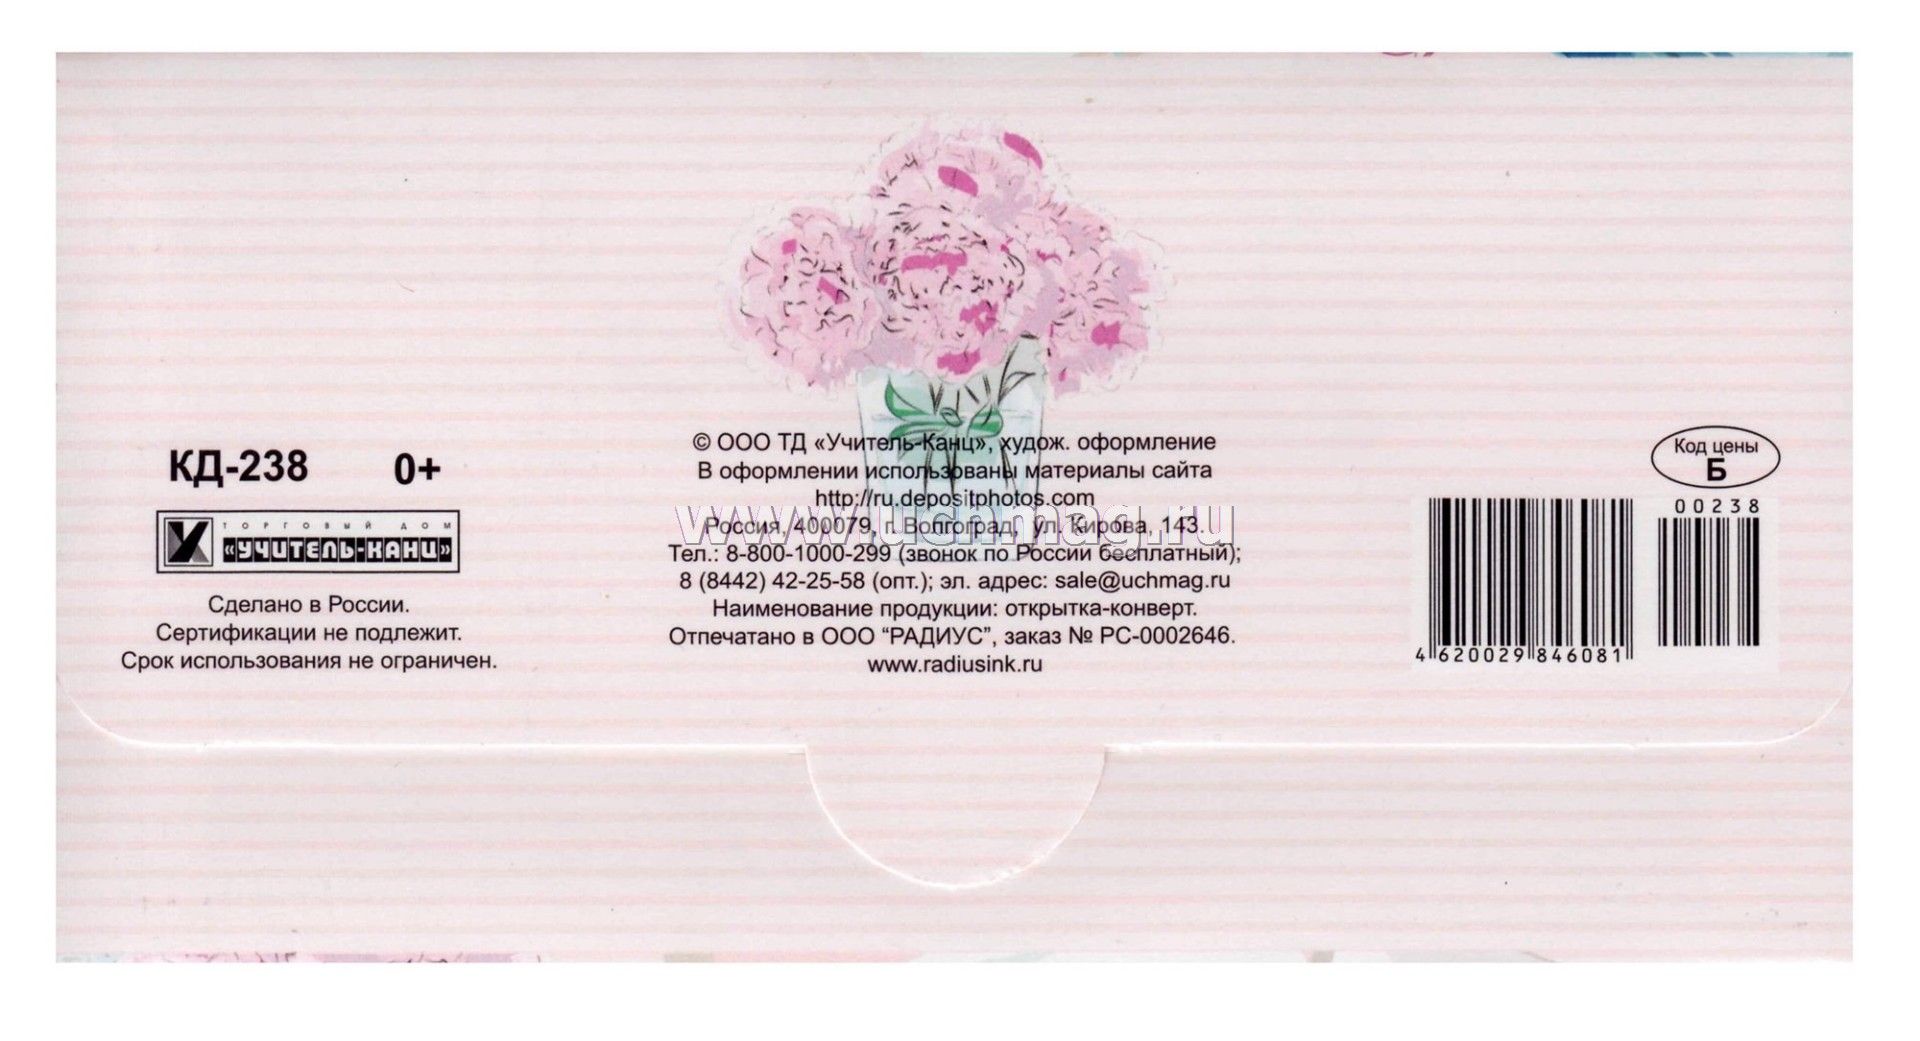 КД-238 0+
ТОРГОВЫЙ ДОМ
«УЧИТЕЛЬ-КАНЦ»
Сделано в России.
Сертификации не подлежит.
Срок использования не ограничен.
© ООО ТД «Учитель-Канц», худож. оформление
В оформлении использованы материалы сайта
http://ru.depositphotos.com
Россия, 400079, г.Волгоград, ул. Кирова, 143.
Тел.: 8-800-1000-299 (звонок по России бесплатный);
8 (8442) 42-25-58 (опт.); эл. адрес: sale@uchmag.ru
Наименование продукции: открытка-конверт.
Отпечатано в ООО “РАДИУС”, заказ № РС-0002646.
www.radiusink.ru
www.uchmag.ru
Код цены
Б
00238
4 620029 846081